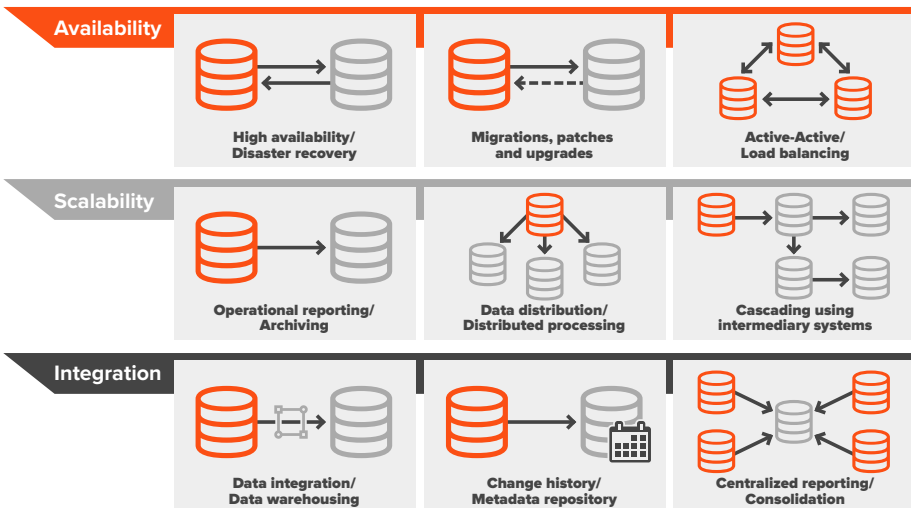 Availability
High availability/
Disaster recovery
Migrations, patches
and upgrades
Active-Active/
Load balancing
Scalability
Operational reporting/
Archiving
Data distribution/
Distributed processing
Cascading using
intermediary systems
Integration
Data integration/
Data warehousing
Change history/
Metadata repository
Centralized reporting/
Consolidation